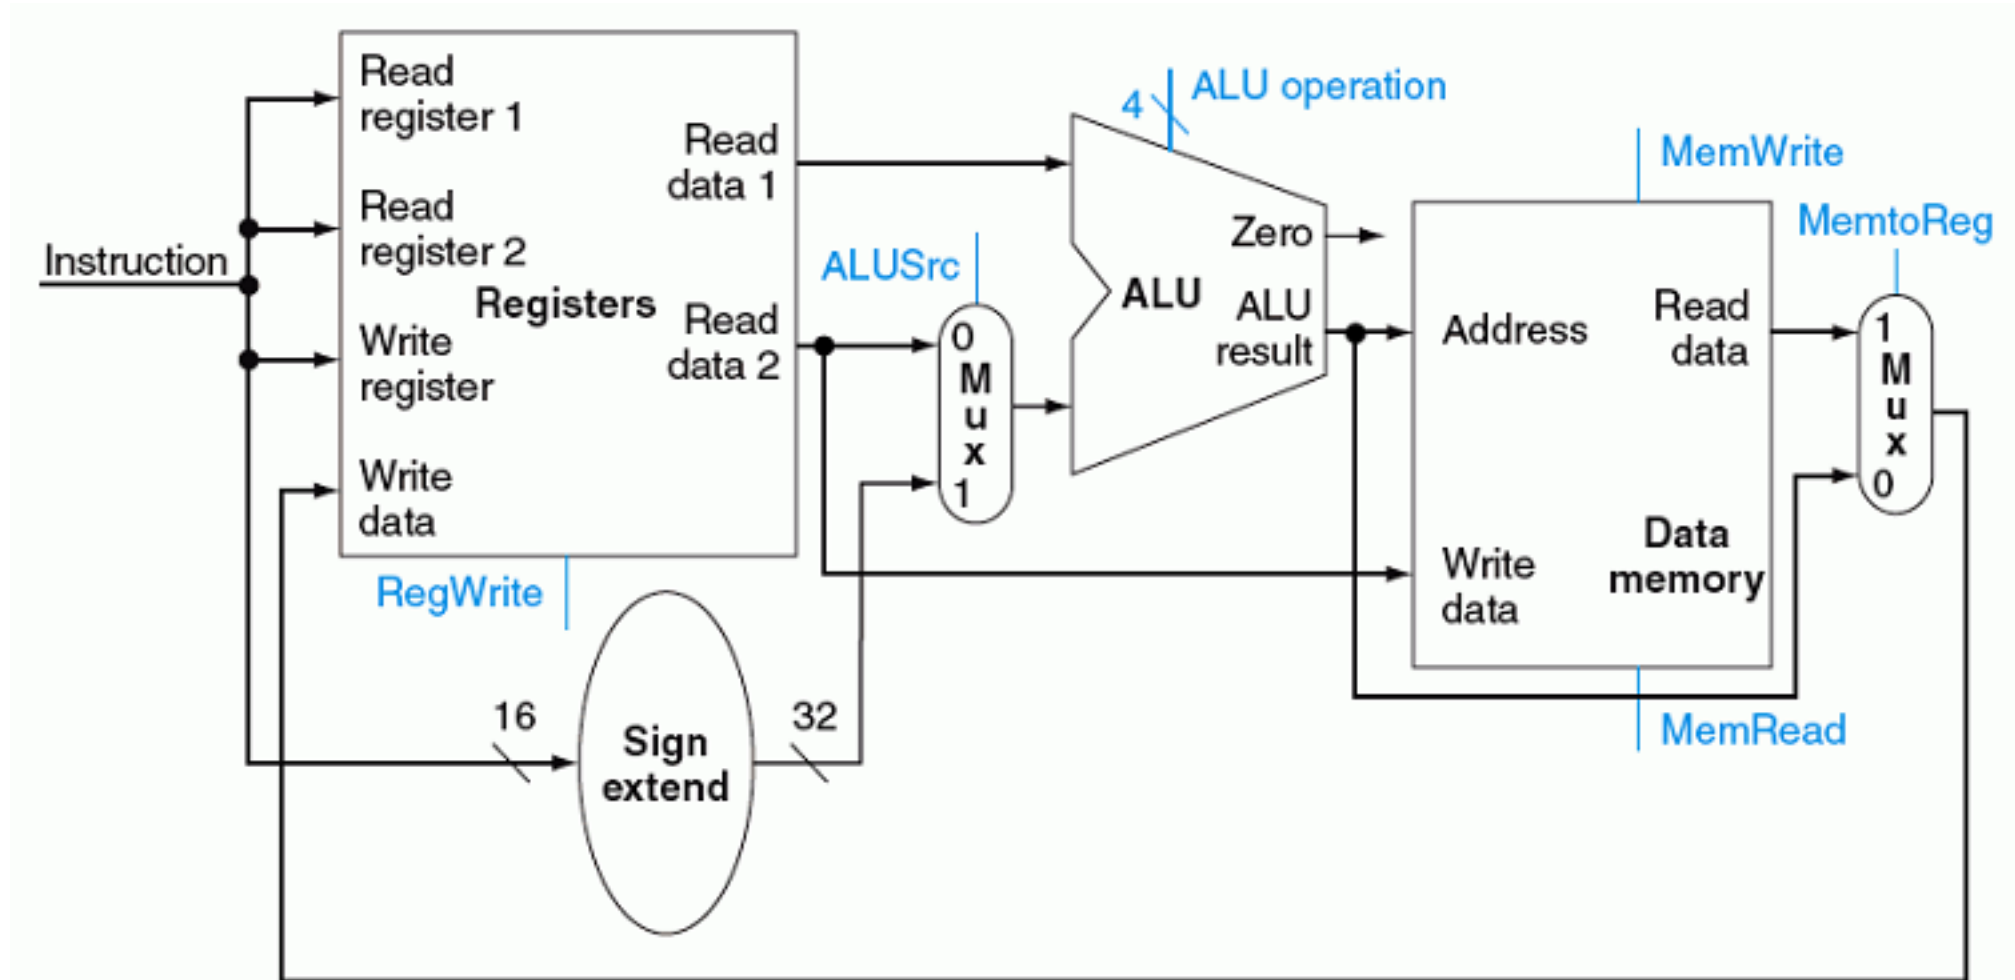 Instruction
Read
register 1
Read
register 2
Registers
Write
register
Write
data
Read
data 1
Read
data 2
RegWrite
16
Sign
extend
32
ALUSrc
0
M
u
x
1
4
ALU operation
Zero
ALU
ALU
result
MemWrite
Address
Read
data
Write
data
Data
memory
MemRead
MemtoReg
1
M
u
x
0